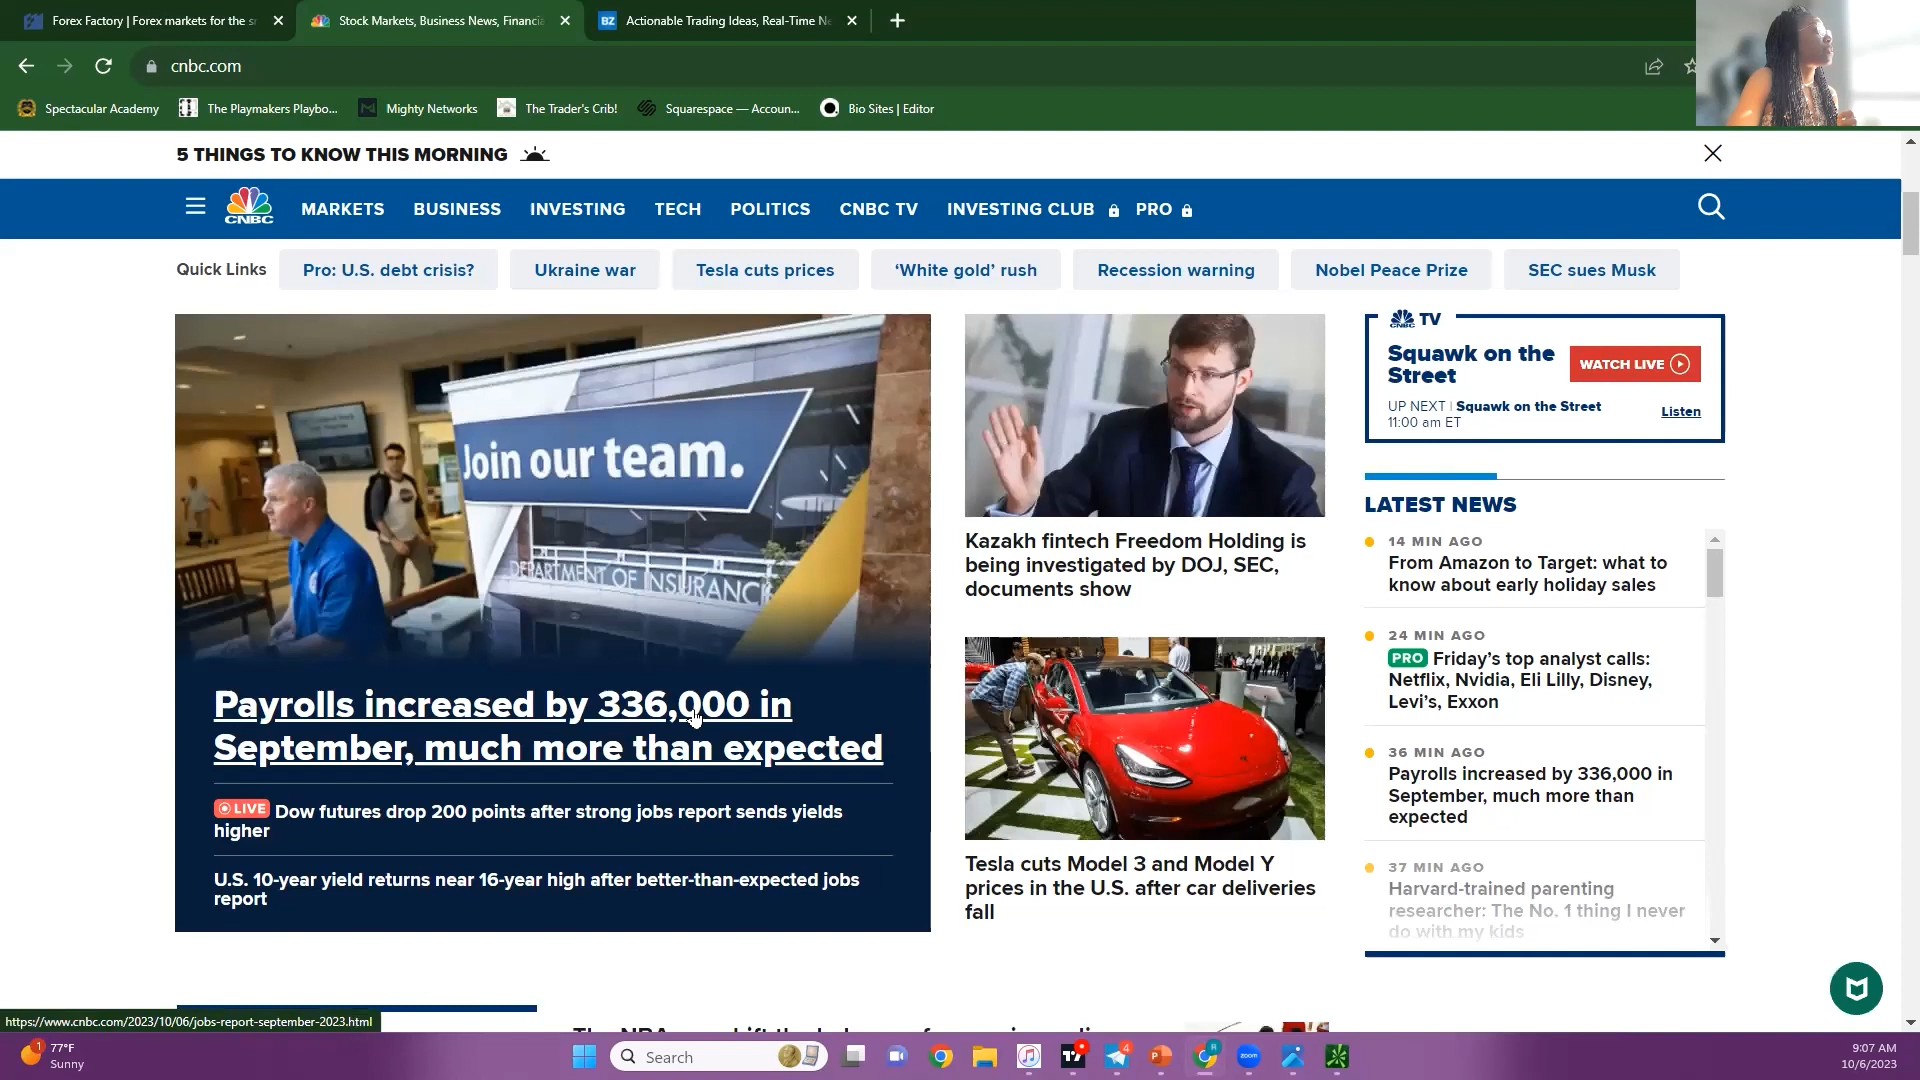 Forex Factory | Forex markets for the sm
Stock Markets, Business News, Financia
BZ
Actionable Trading Ideas, Real-Time Ne
cnbc.com
Spectacular Academy
The Playmakers Playbo...
Mighty Networks
The Trader's Crib!
Squarespace — Accoun...
Bio Sites | Editor
5 THINGS TO KNOW THIS MORNING
CNBC
MARKETS
BUSINESS
INVESTING
TECH
POLITICS
CNBC TV
INVESTING CLUB
PRO
Quick Links
Pro: U.S. debt crisis?
Ukraine war
Tesla cuts prices
‘White gold’ rush
Recession warning
Nobel Peace Prize
SEC sues Musk
Join our team.
DEPARTMENT OF INSURANC
Payrolls increased by 336,000 in
September, much more than expected
LIVE Dow futures drop 200 points after strong jobs report sends yields
higher
U.S. 10-year yield returns near 16-year high after better-than-expected jobs
report
Kazakh fintech Freedom Holding is
being investigated by DOJ, SEC,
documents show
Tesla cuts Model 3 and Model Y
prices in the U.S. after car deliveries
fall
CNBC TV
Squawk on the
Street
WATCH LIVE
UP NEXT | Squawk on the Street
11:00 am ET
Listen
LATEST NEWS
14 MIN AGO
From Amazon to Target: what to
know about early holiday sales
24 MIN AGO
PRO Friday’s top analyst calls:
Netflix, Nvidia, Eli Lilly, Disney,
Levi’s, Exxon
36 MIN AGO
Payrolls increased by 336,000 in
September, much more than
expected
37 MIN AGO
Harvard-trained parenting
researcher: The No. 1 thing I never
do with my kids
https://www.cnbc.com/2023/10/06/jobs-report-september-2023.html
1
77°F
Sunny
Search
4
zoom
9:07 AM
10/6/2023